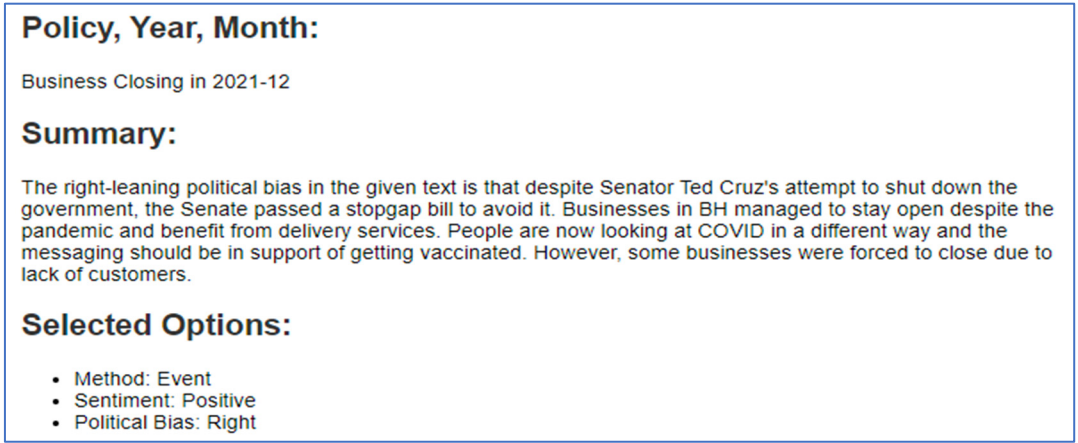 Policy, Year, Month:
Business Closing in 2021-12
Summary:
The right-leaning political bias in the given text is that despite Senator Ted Cruz's attempt to shut down the
government, the Senate passed a stopgap bill to avoid it. Businesses in BH managed to stay open despite the
pandemic and benefit from delivery services. People are now looking at COVID in a different way and the
messaging should be in support of getting vaccinated. However, some businesses were forced to close due to
lack of customers.
Selected Options:
• Method: Event
• Sentiment: Positive
• Political Bias: Right